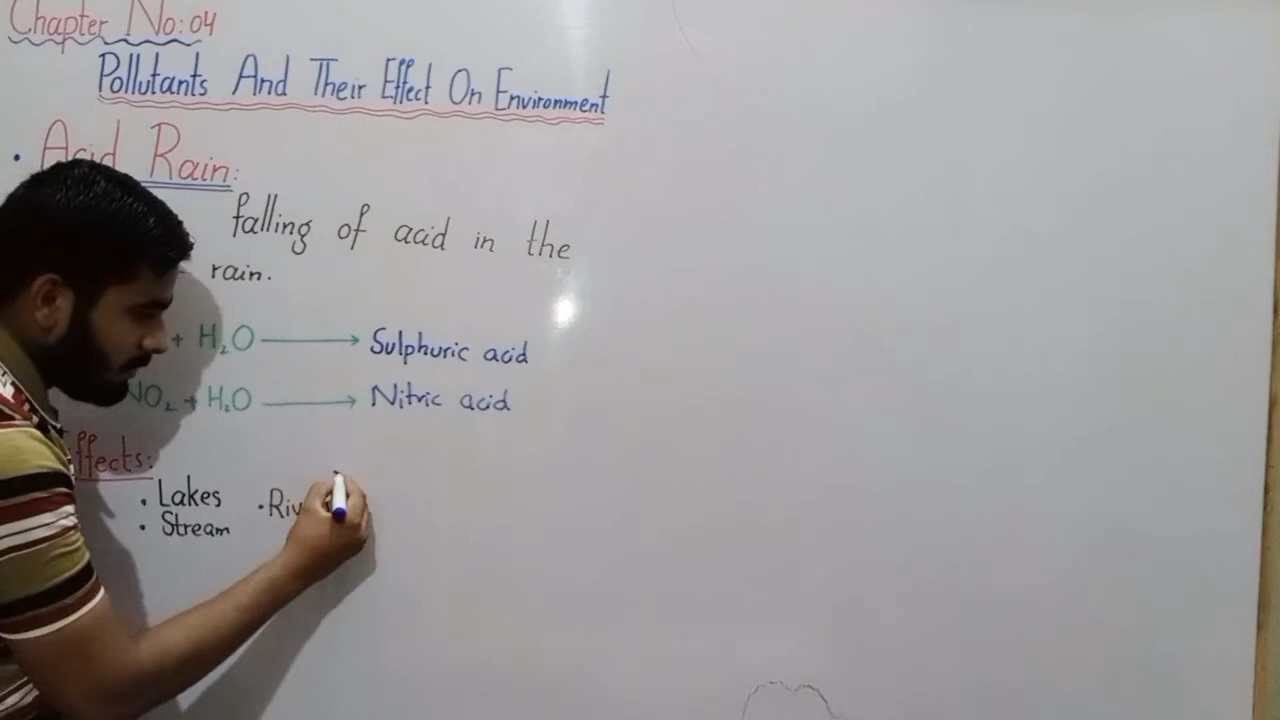 Chapter No:04
Pollutants And Their Effect On Environment
• Acid Rain:
falling of acid in the
rain.
+ H₂O ⟶ Sulphuric acid
NO₂ + H₂O ⟶ Nitric acid
ffects:
• Lakes • Riv
• Stream